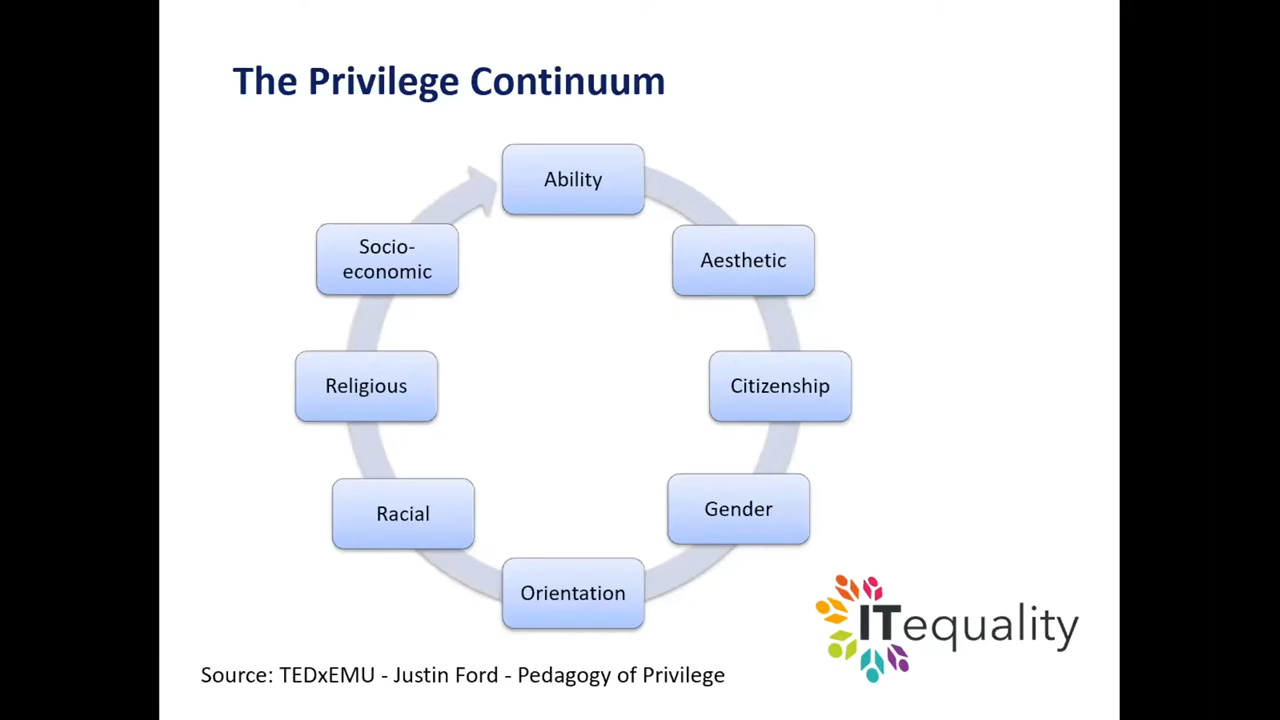 The Privilege Continuum
Ability
Aesthetic
Citizenship
Gender
Orientation
Racial
Religious
Socio-
economic
ITequality
Source: TEDxEMU - Justin Ford - Pedagogy of Privilege